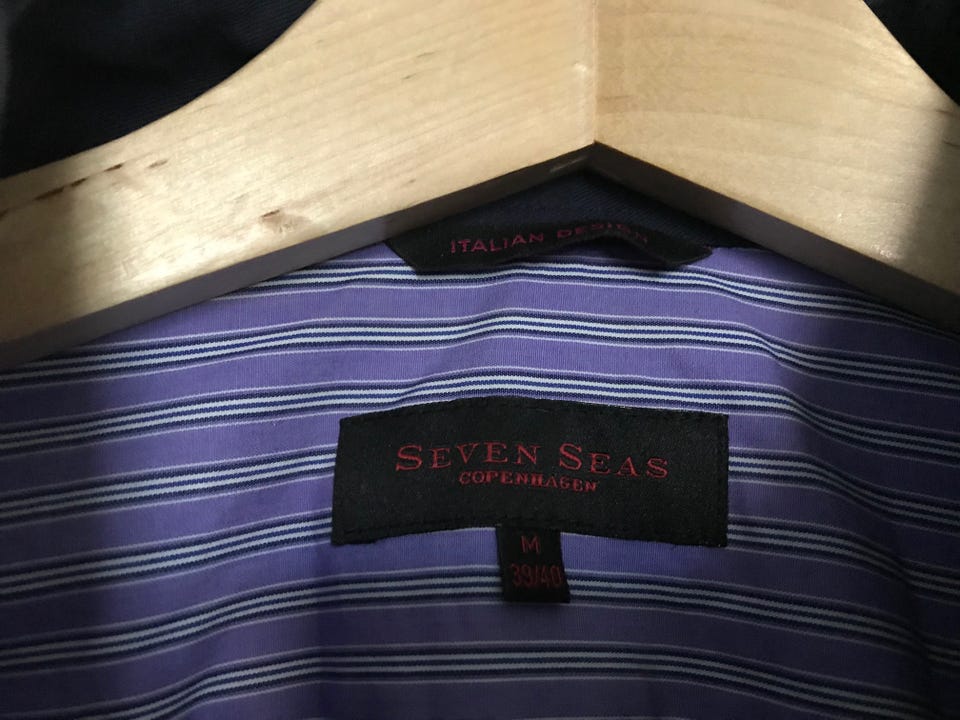 ITALIAN DESIGN
SEVEN SEAS
COPENHAGEN
M
39/40